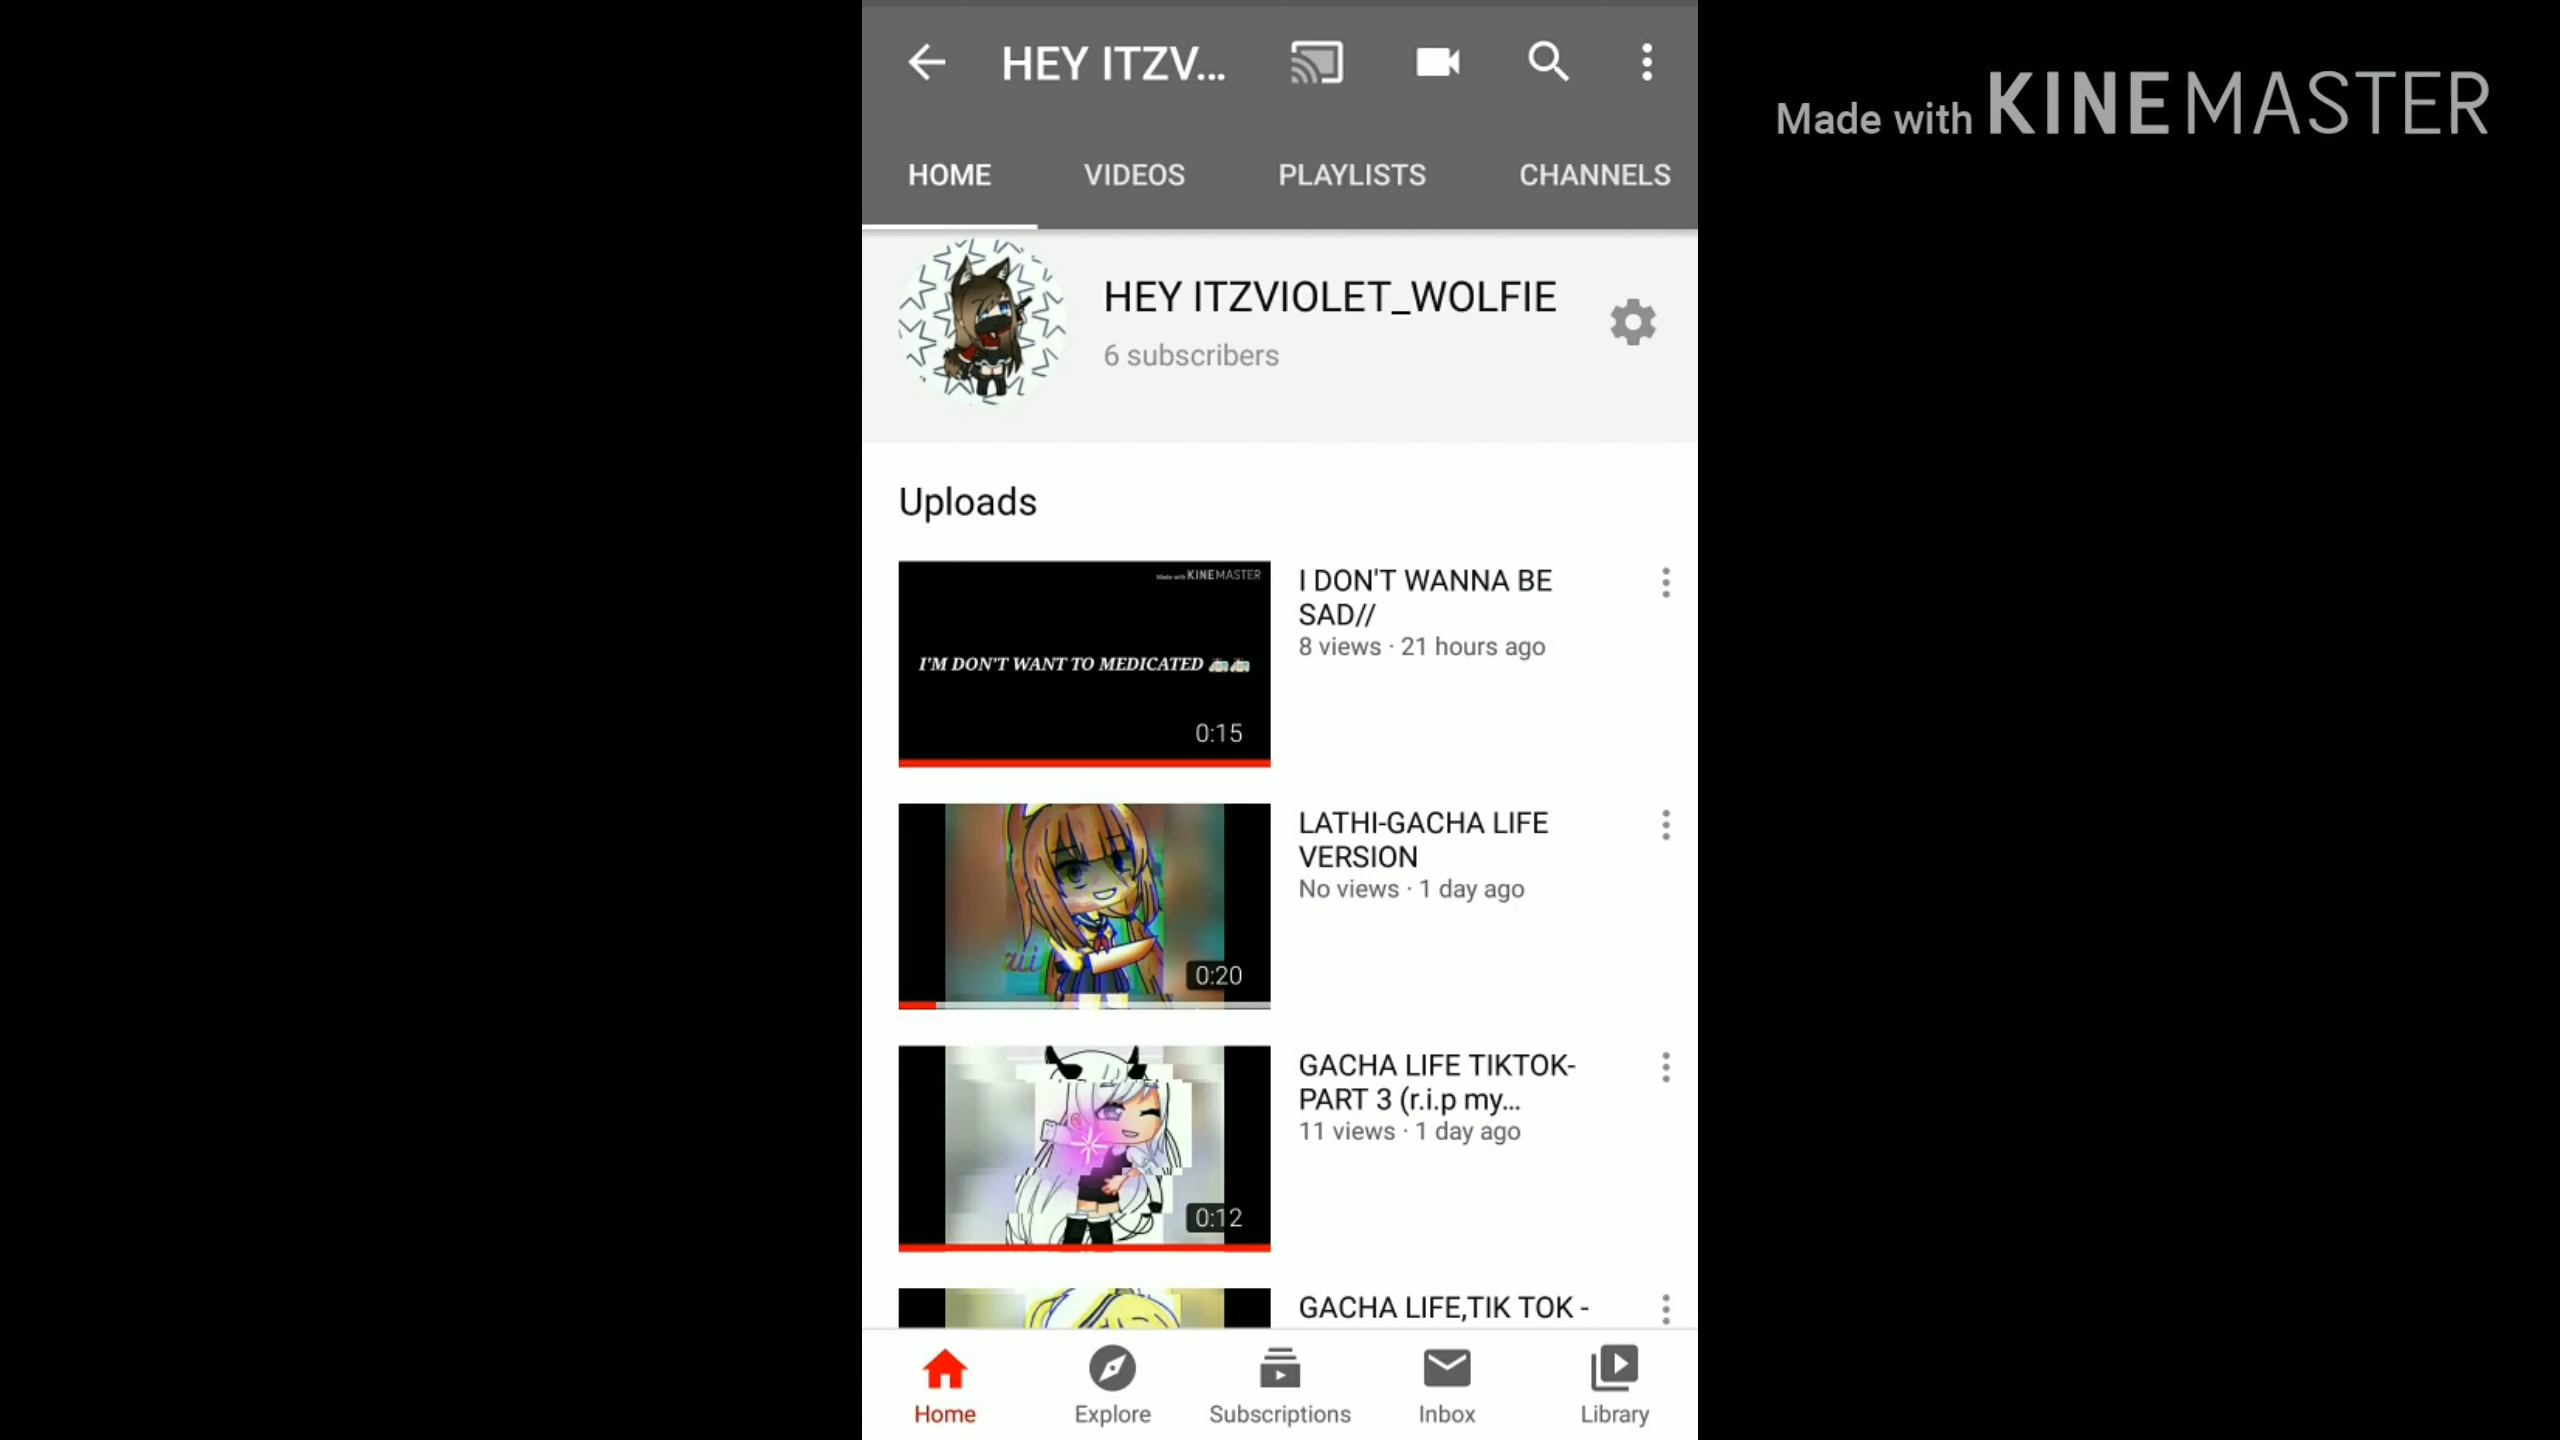 HEY ITZV...
Made with KINEMASTER
HOME
VIDEOS
PLAYLISTS
CHANNELS
HEY ITZVIOLET_WOLFIE
6 subscribers
Uploads
Made with KINEMASTER
I'M DON'T WANT TO MEDICATED 🚑🚑
0:15
I DON'T WANNA BE
SAD//
8 views · 21 hours ago
aii
0:20
LATHI-GACHA LIFE
VERSION
No views · 1 day ago
0:12
GACHA LIFE TIKTOK-
PART 3 (r.i.p my...
11 views · 1 day ago
GACHA LIFE,TIK TOK -
Home
Explore
Subscriptions
Inbox
Library